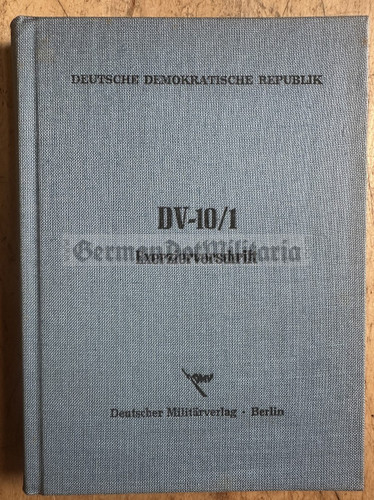 DEUTSCHE DEMOKRATISCHE REPUBLIK
DV-10/1
GermanDotMilitaria
Exerziervorschrift
Deutscher Militärverlag · Berlin